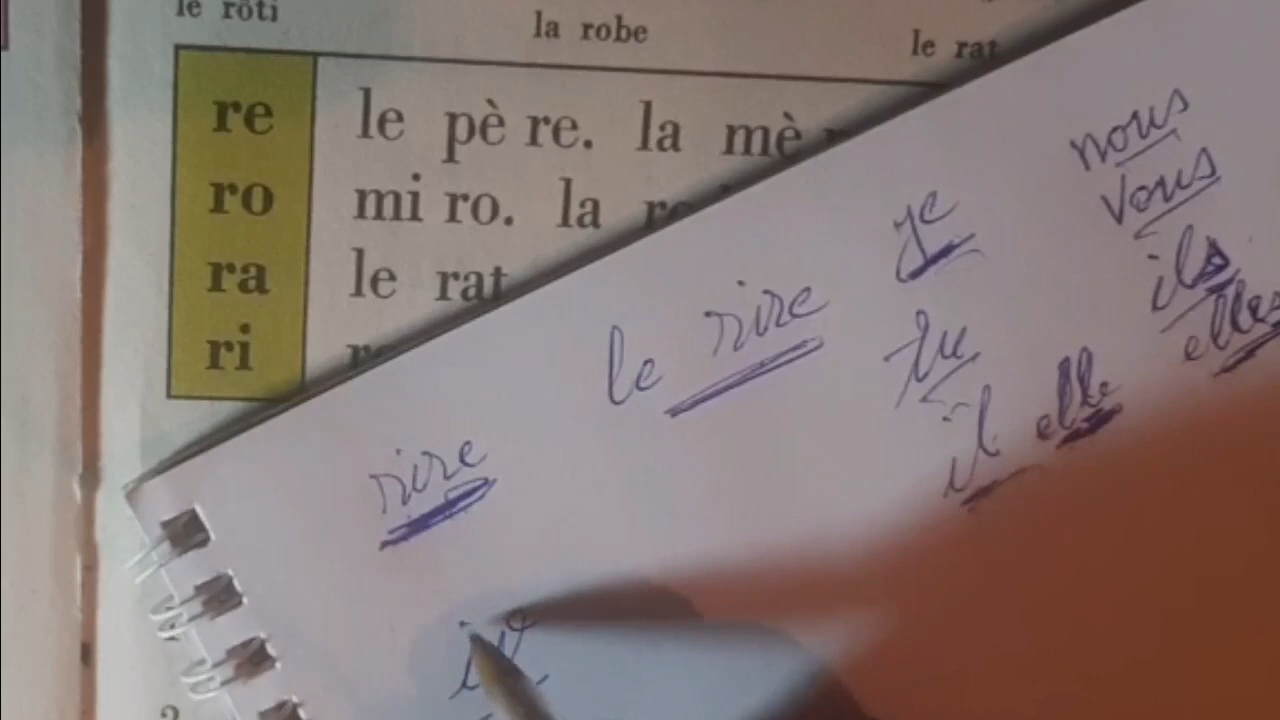 le rôti
la robe
le rat
re le pè re. la mè
ro mi ro. la
ra le rat
ri
le rire
rire
je
tu
il elle
nous
vous
ils
elles